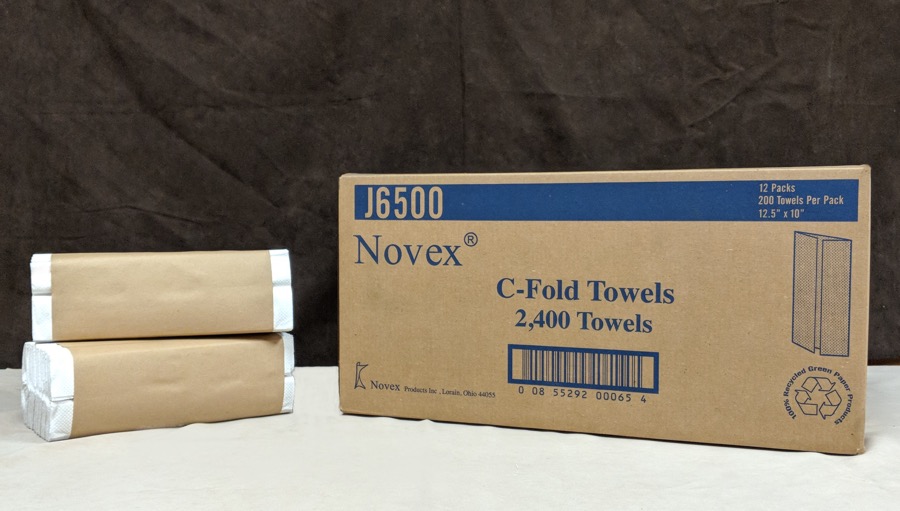 J6500
12 Packs
200 Towels Per Pack
12.5" x 10"
Novex®
C-Fold Towels
2,400 Towels
Novex Products Inc., Lorain, Ohio 44055
0 08 55292 00065 4
100% Recycled Green Paper Products